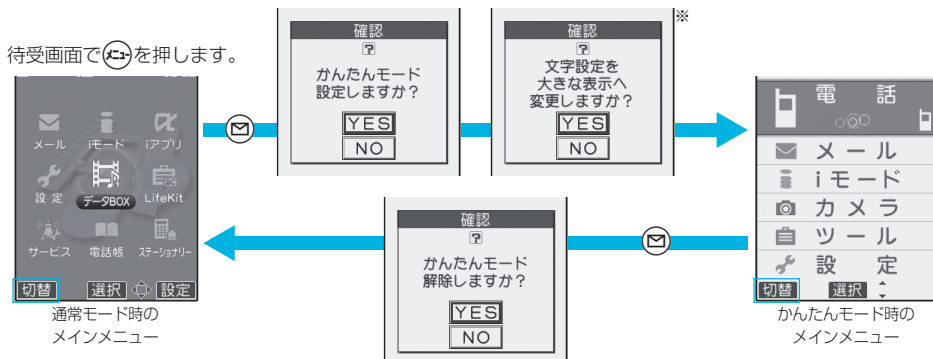 待受画面でメニューを押します。
メール iモード iアプリ
設定 データBOX LifeKit
サービス 電話帳 ステーショナリー
切替 選択 設定
通常モード時の
メインメニュー
確認
?
かんたんモード
設定しますか?
YES
NO
※
確認
?
文字設定を
大きな表示へ
変更しますか?
YES
NO
電話
メール
iモード
カメラ
ツール
設定
切替 選択
かんたんモード時の
メインメニュー
確認
?
かんたんモード
解除しますか?
YES
NO